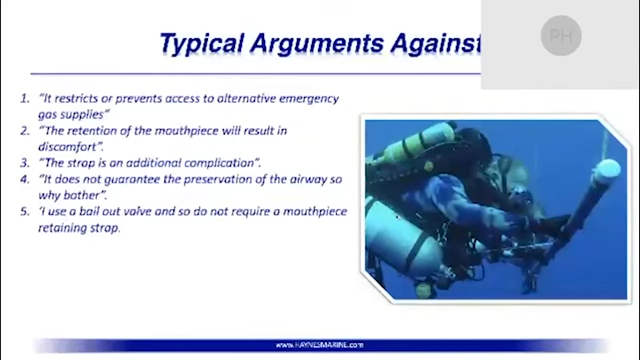 Typical Arguments Against
PH
1. "It restricts or prevents access to alternative emergency
gas supplies"
2. "The retention of the mouthpiece will result in
discomfort".
3. "The strap is an additional complication".
4. "It does not guarantee the preservation of the airway so
why bother".
5. 'I use a bail out valve and so do not require a mouthpiece
retaining strap.
www.HAYNESMARINE.com